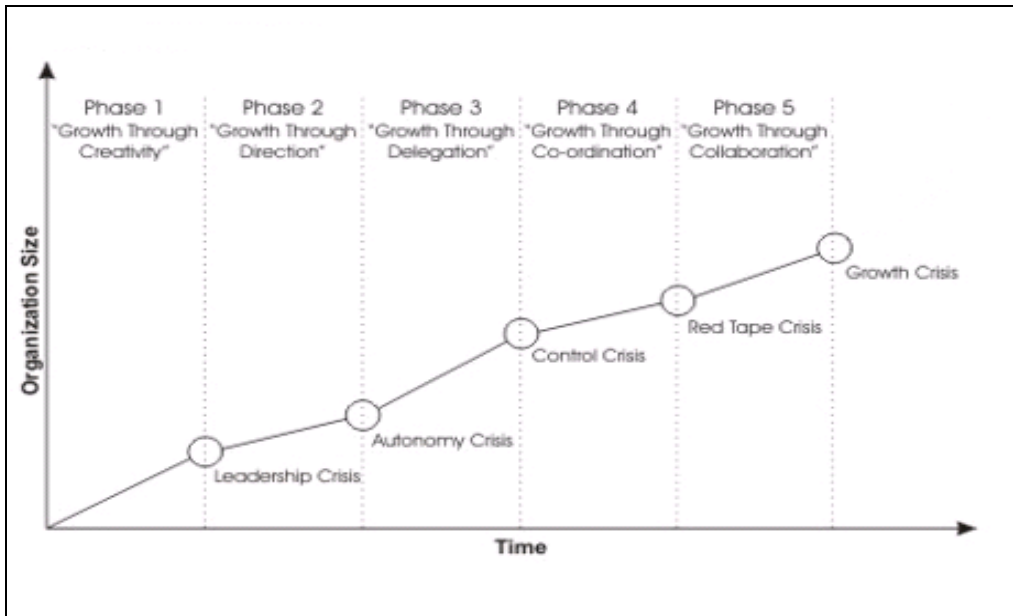 Phase 1
"Growth Through
Creativity"
Phase 2
"Growth Through
Direction"
Phase 3
"Growth Through
Delegation"
Phase 4
"Growth Through
Co-ordination"
Phase 5
"Growth Through
Collaboration"
Organization Size
Growth Crisis
Red Tape Crisis
Control Crisis
Autonomy Crisis
Leadership Crisis
Time